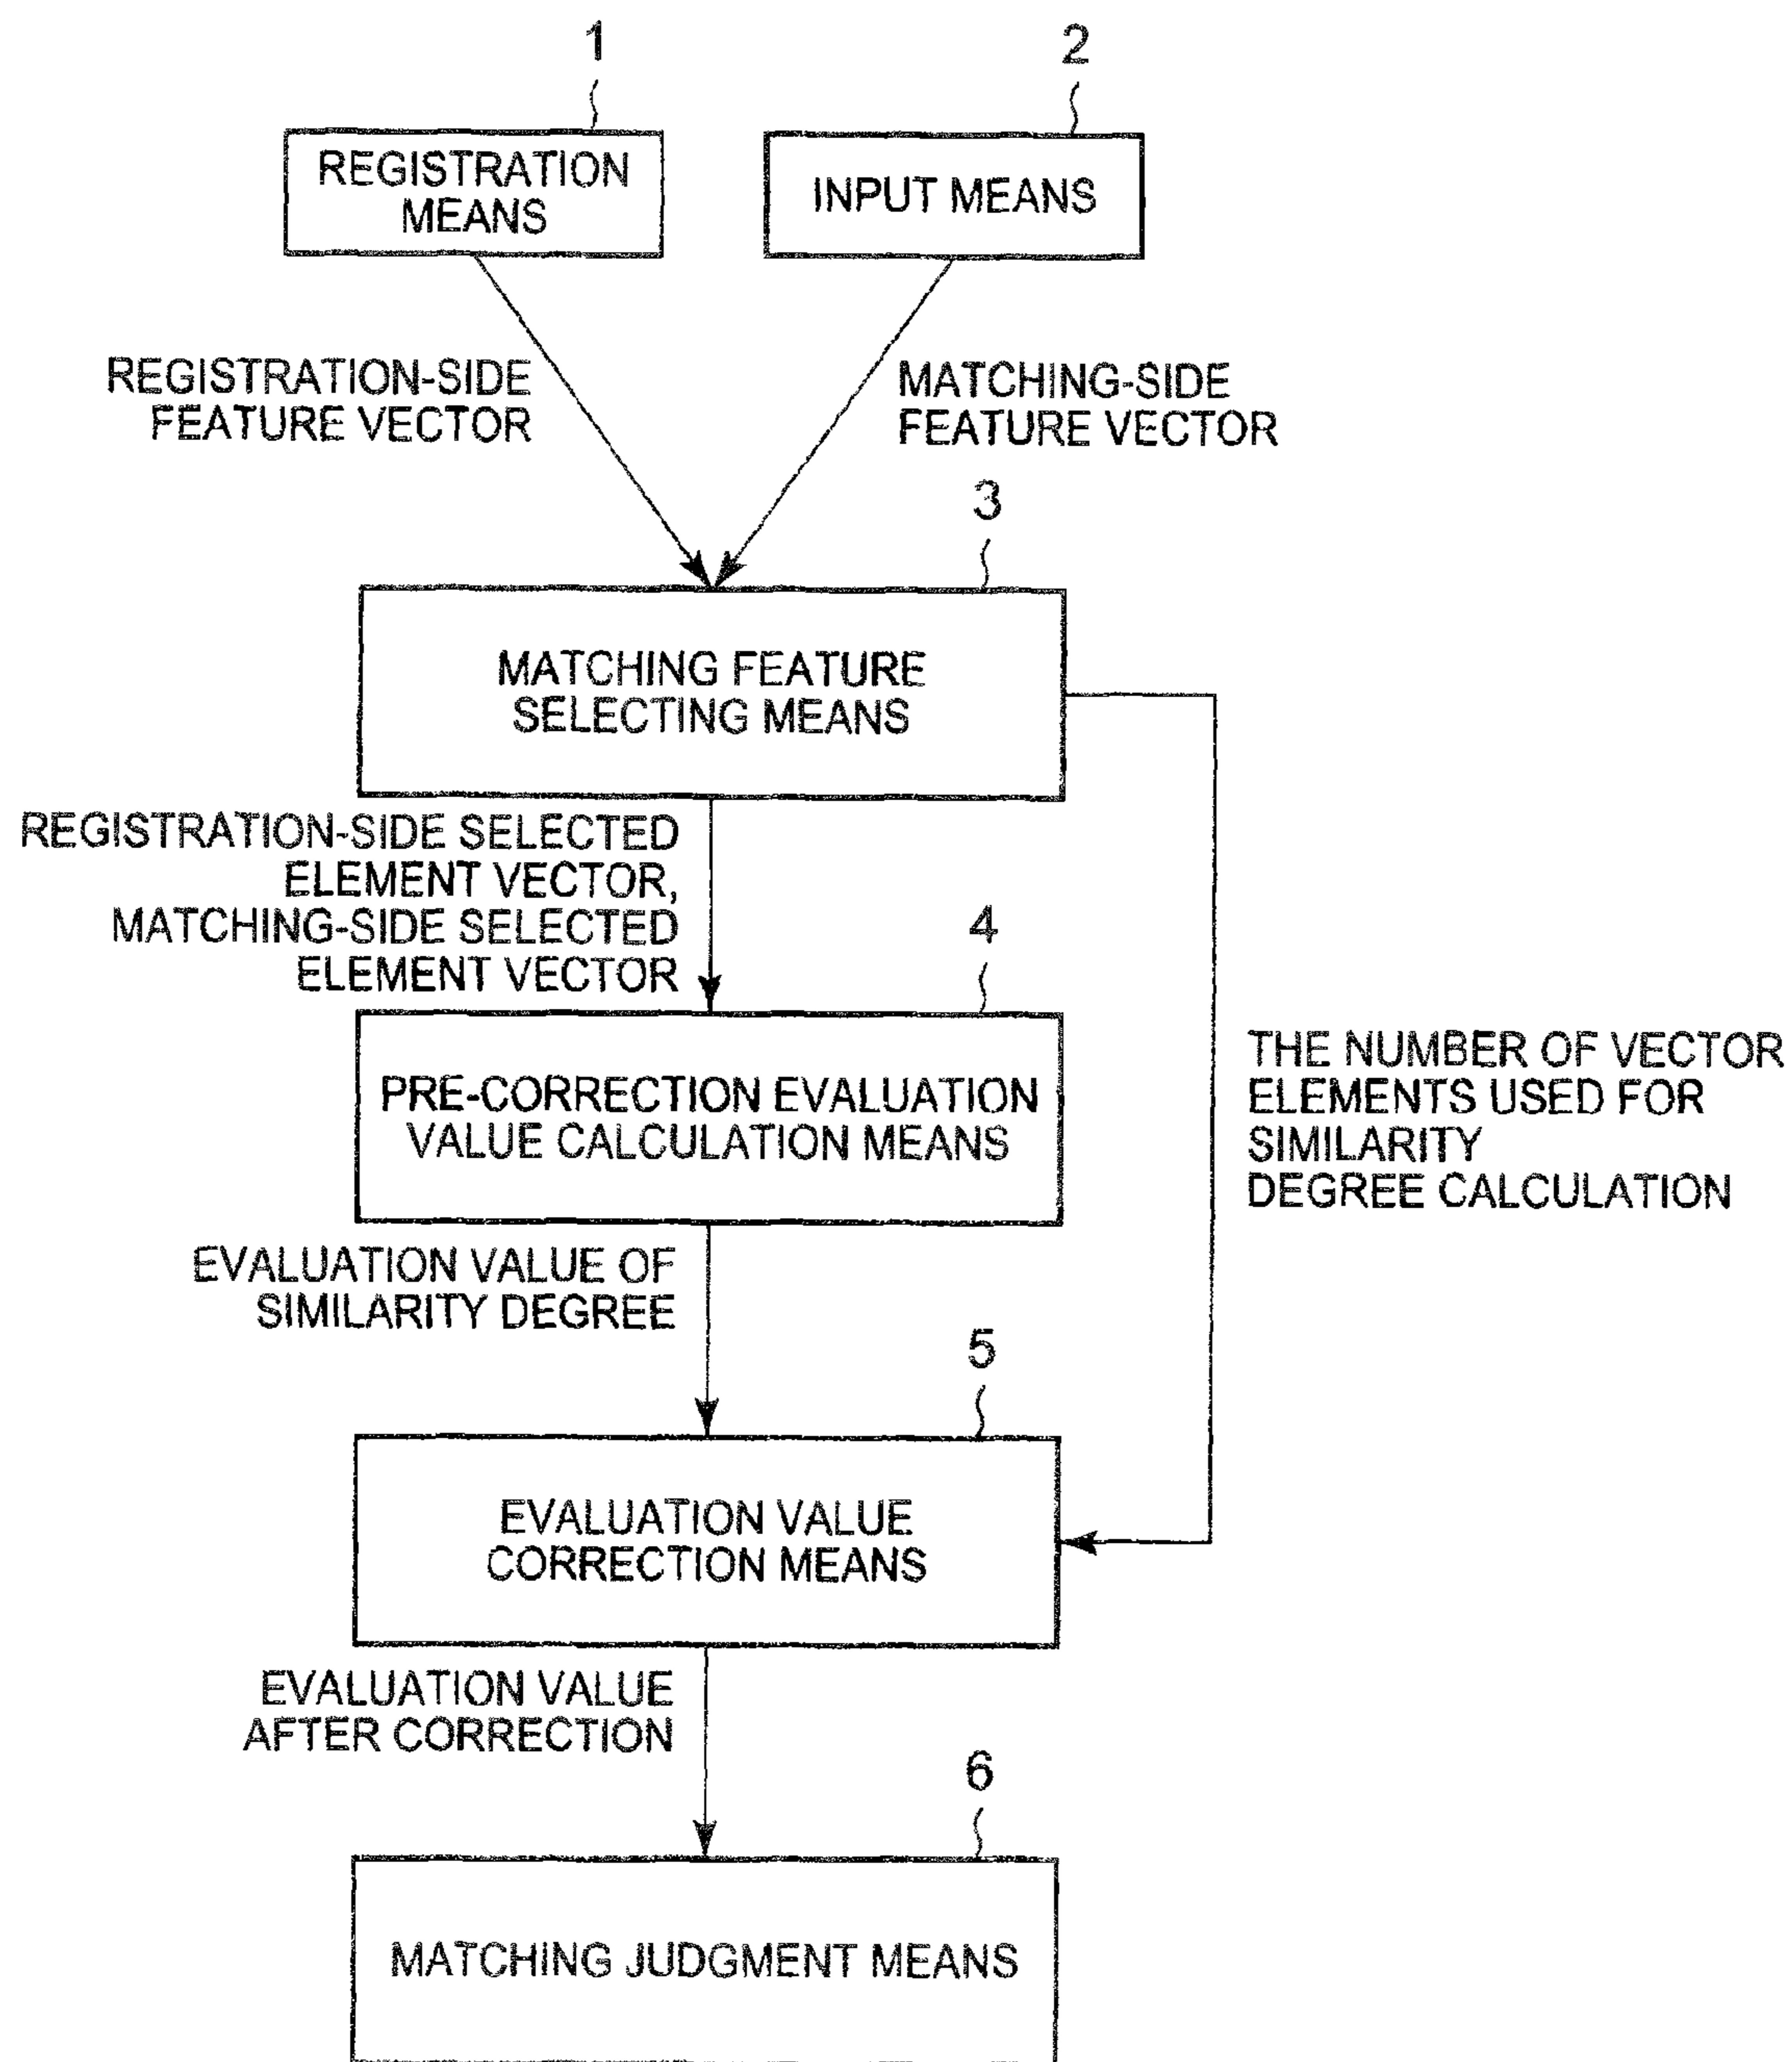 1
2
REGISTRATION
MEANS
INPUT MEANS
REGISTRATION-SIDE
FEATURE VECTOR
MATCHING-SIDE
FEATURE VECTOR
3
MATCHING FEATURE
SELECTING MEANS
REGISTRATION-SIDE SELECTED
ELEMENT VECTOR,
MATCHING-SIDE SELECTED
ELEMENT VECTOR
4
THE NUMBER OF VECTOR
ELEMENTS USED FOR
SIMILARITY
DEGREE CALCULATION
PRE-CORRECTION EVALUATION
VALUE CALCULATION MEANS
EVALUATION VALUE OF
SIMILARITY DEGREE
5
EVALUATION VALUE
CORRECTION MEANS
EVALUATION VALUE
AFTER CORRECTION
6
MATCHING JUDGMENT MEANS